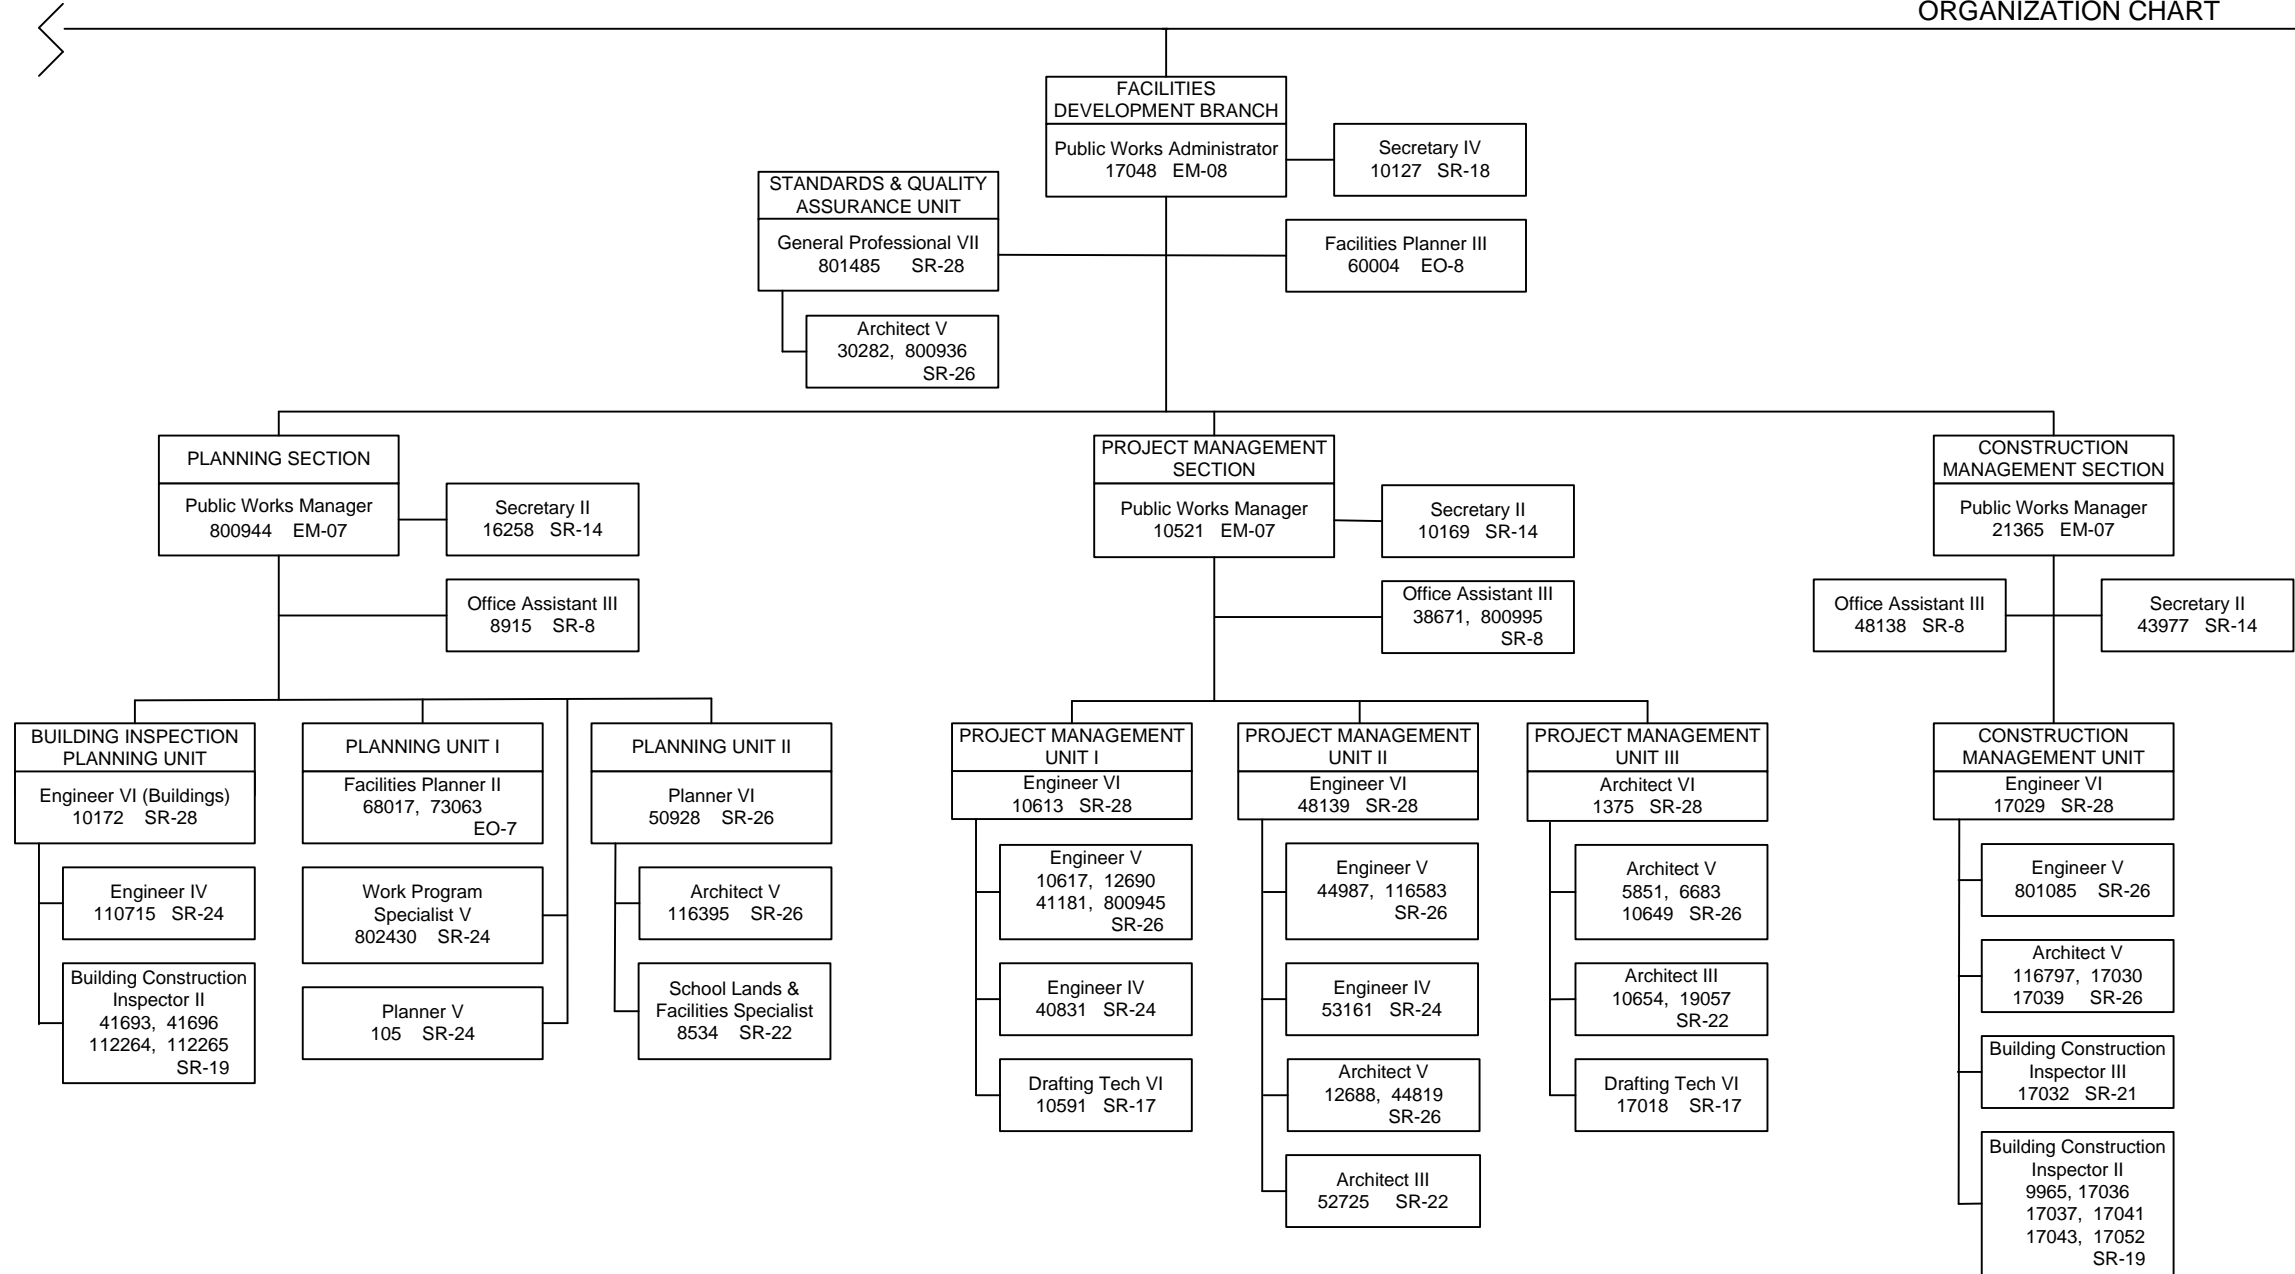 ORGANIZATION CHART
FACILITIES
DEVELOPMENT BRANCH
Public Works Administrator
17048 EM-08
Secretary IV
10127 SR-18
STANDARDS & QUALITY
ASSURANCE UNIT
General Professional VII
801485 SR-28
Facilities Planner III
60004 EO-8
Architect V
30282, 800936
SR-26
PLANNING SECTION
Public Works Manager
800944 EM-07
Secretary II
16258 SR-14
Office Assistant III
8915 SR-8
PROJECT MANAGEMENT
SECTION
Public Works Manager
10521 EM-07
Secretary II
10169 SR-14
Office Assistant III
38671, 800995
SR-8
CONSTRUCTION
MANAGEMENT SECTION
Public Works Manager
21365 EM-07
Office Assistant III
48138 SR-8
Secretary II
43977 SR-14
BUILDING INSPECTION
PLANNING UNIT
Engineer VI (Buildings)
10172 SR-28
Engineer IV
110715 SR-24
Building Construction
Inspector II
41693, 41696
112264, 112265
SR-19
PLANNING UNIT I
Facilities Planner II
68017, 73063
EO-7
Work Program
Specialist V
802430 SR-24
Planner V
105 SR-24
PLANNING UNIT II
Planner VI
50928 SR-26
Architect V
116395 SR-26
School Lands &
Facilities Specialist
8534 SR-22
PROJECT MANAGEMENT
UNIT I
Engineer VI
10613 SR-28
Engineer V
10617, 12690
41181, 800945
SR-26
Engineer IV
40831 SR-24
Drafting Tech VI
10591 SR-17
PROJECT MANAGEMENT
UNIT II
Engineer VI
48139 SR-28
Engineer V
44987, 116583
SR-26
Engineer IV
53161 SR-24
Architect V
12688, 44819
SR-26
Architect III
52725 SR-22
PROJECT MANAGEMENT
UNIT III
Architect VI
1375 SR-28
Architect V
5851, 6683
10649 SR-26
Architect III
10654, 19057
SR-22
Drafting Tech VI
17018 SR-17
CONSTRUCTION
MANAGEMENT UNIT
Engineer VI
17029 SR-28
Engineer V
801085 SR-26
Architect V
116797, 17030
17039 SR-26
Building Construction
Inspector III
17032 SR-21
Building Construction
Inspector II
9965, 17036
17037, 17041
17043, 17052
SR-19